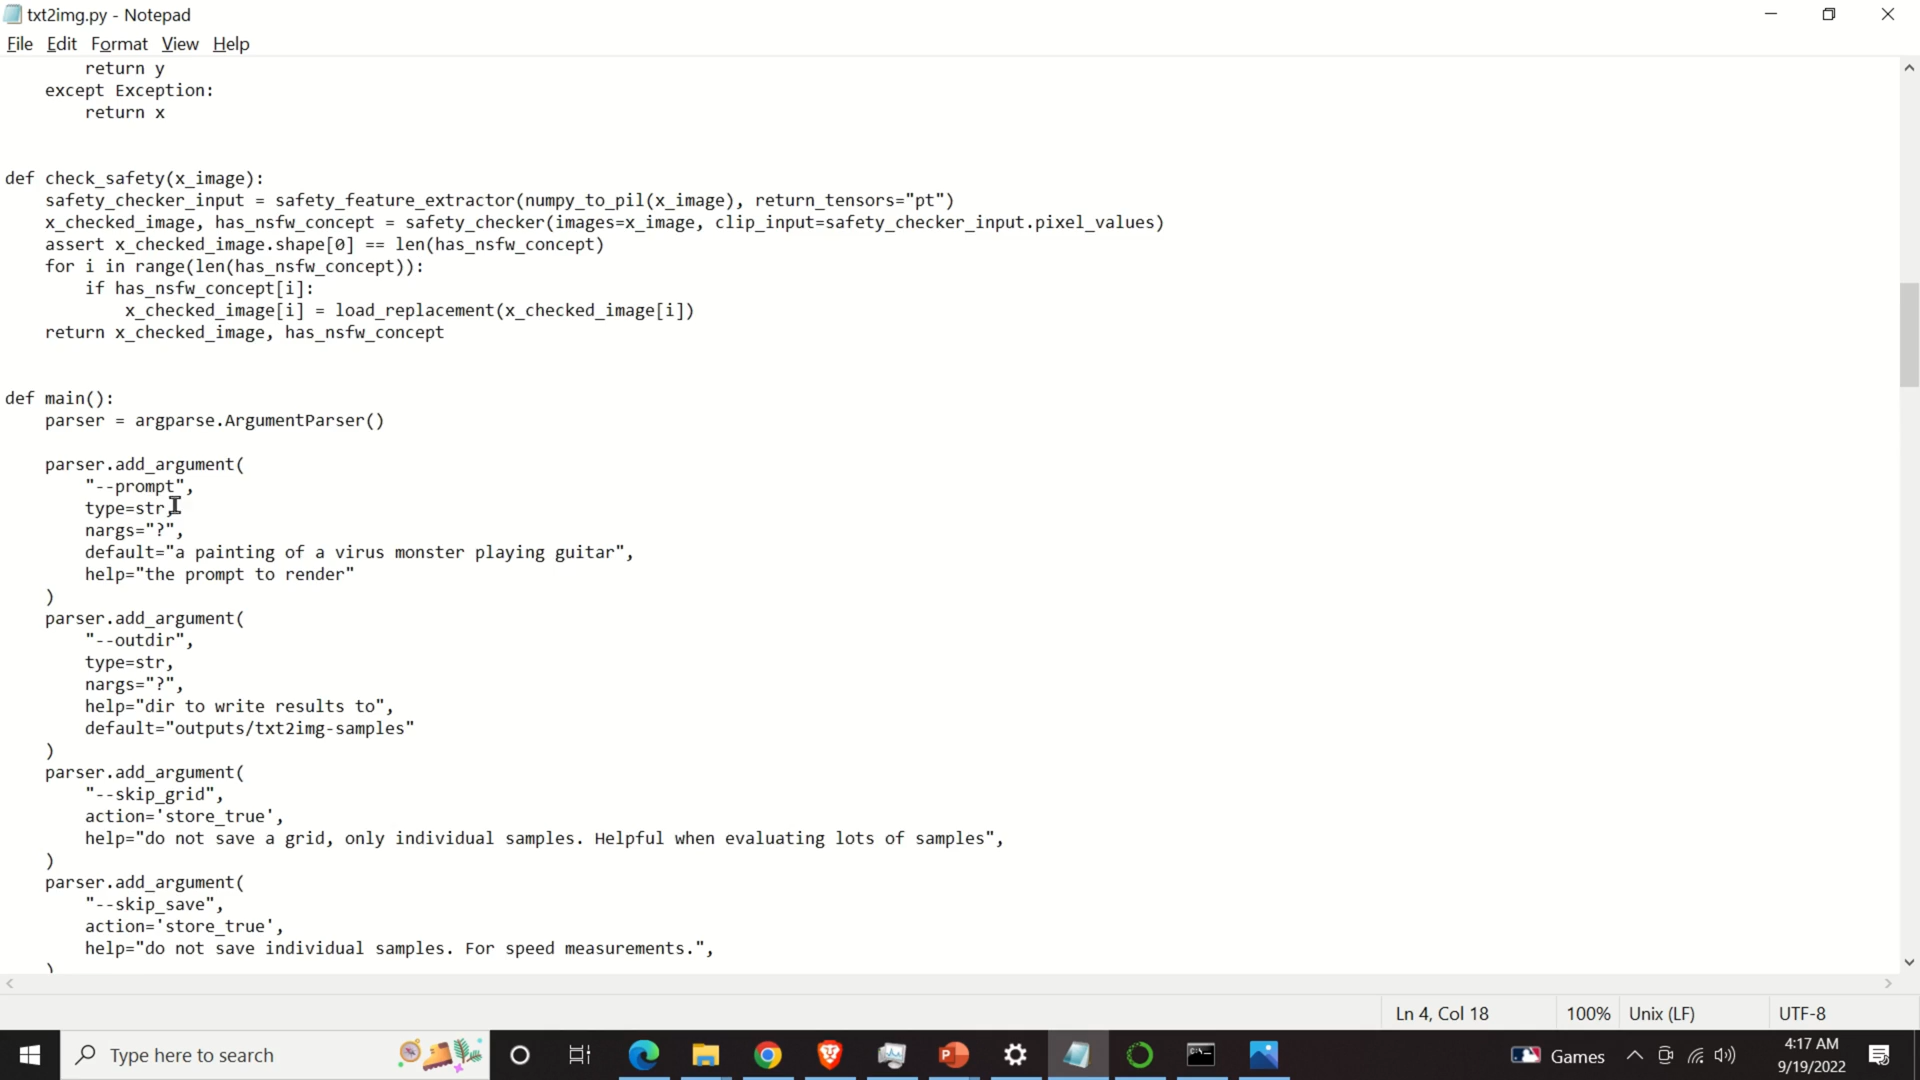 txt2img.py - Notepad
File Edit Format View Help
        return y
    except Exception:
        return x
def check_safety(x_image):
    safety_checker_input = safety_feature_extractor(numpy_to_pil(x_image), return_tensors="pt")
    x_checked_image, has_nsfw_concept = safety_checker(images=x_image, clip_input=safety_checker_input.pixel_values)
    assert x_checked_image.shape[0] == len(has_nsfw_concept)
    for i in range(len(has_nsfw_concept)):
        if has_nsfw_concept[i]:
            x_checked_image[i] = load_replacement(x_checked_image[i])
    return x_checked_image, has_nsfw_concept
def main():
    parser = argparse.ArgumentParser()
    parser.add_argument(
        "--prompt",
        type=str,
        nargs="?",
        default="a painting of a virus monster playing guitar",
        help="the prompt to render"
    )
    parser.add_argument(
        "--outdir",
        type=str,
        nargs="?",
        help="dir to write results to",
        default="outputs/txt2img-samples"
    )
    parser.add_argument(
        "--skip_grid",
        action='store_true',
        help="do not save a grid, only individual samples. Helpful when evaluating lots of samples",
    )
    parser.add_argument(
        "--skip_save",
        action='store_true',
        help="do not save individual samples. For speed measurements.",
    )
Ln 4, Col 18 100% Unix (LF) UTF-8
Type here to search Games 4:17 AM
9/19/2022